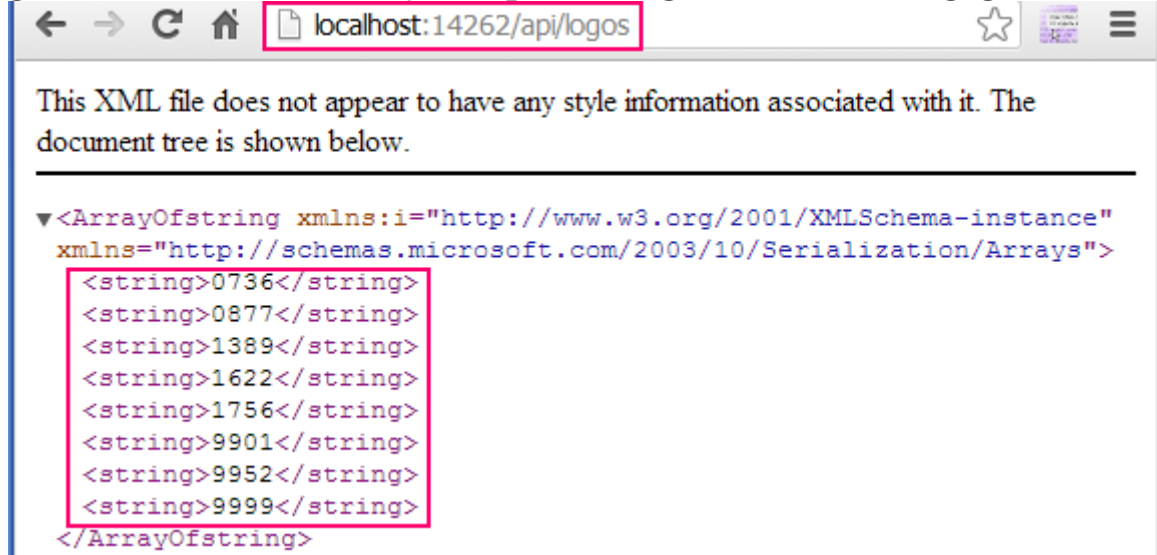 localhost:14262/api/logos
This XML file does not appear to have any style information associated with it. The
document tree is shown below.
▼<ArrayOfstring xmlns:i="http://www.w3.org/2001/XMLSchema-instance"
xmlns="http://schemas.microsoft.com/2003/10/Serialization/Arrays">
<string>0736</string>
<string>0877</string>
<string>1389</string>
<string>1622</string>
<string>1756</string>
<string>9901</string>
<string>9952</string>
<string>9999</string>
</ArrayOfstring>